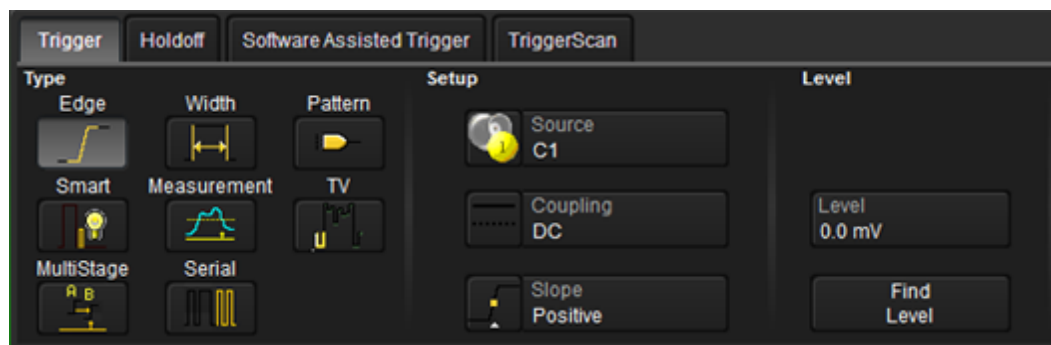 Trigger Holdoff Software Assisted Trigger TriggerScan
Type
Edge Width Pattern
Smart Measurement TV
MultiStage Serial
A B
Setup
1
Source
C1
Coupling
DC
Slope
Positive
Level
Level
0.0 mV
Find
Level